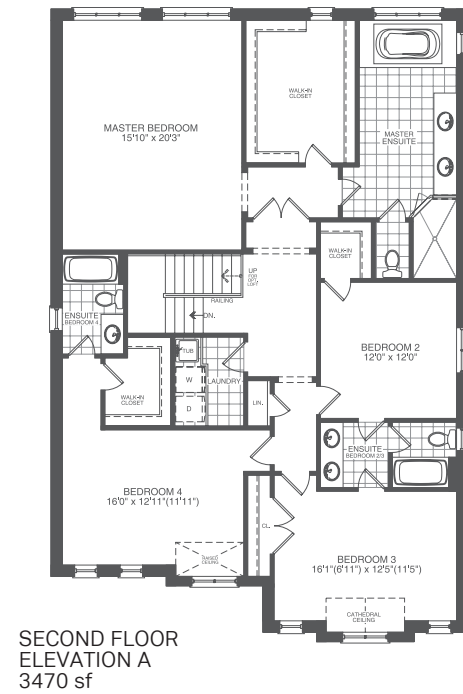 WALK-IN
CLOSET
MASTER BEDROOM
15'10" x 20'3"
MASTER
ENSUITE
WALK-IN
CLOSET
UP
FOR
OPT.
LOFT
RAILING
DN.
ENSUITE
BEDROOM 4
TUB
W
D
LAUNDRY
BEDROOM 2
12'0" x 12'0"
WALK-IN
CLOSET
LIN.
ENSUITE
BEDROOM 2/3
BEDROOM 4
16'0" x 12'11"(11'11")
CL.
RAISED
CEILING
BEDROOM 3
16'1"(6'11") x 12'5"(11'5")
CATHEDRAL
CEILING
SECOND FLOOR
ELEVATION A
3470 sf